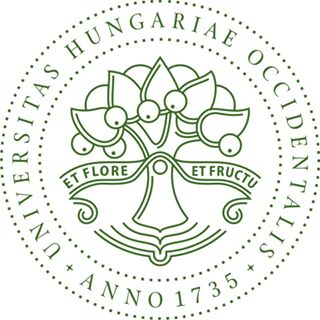 UNIVERSITAS HUNGARIAE OCCIDENTALIS
ET FLORE ET FRUCTU
ANNO 1735